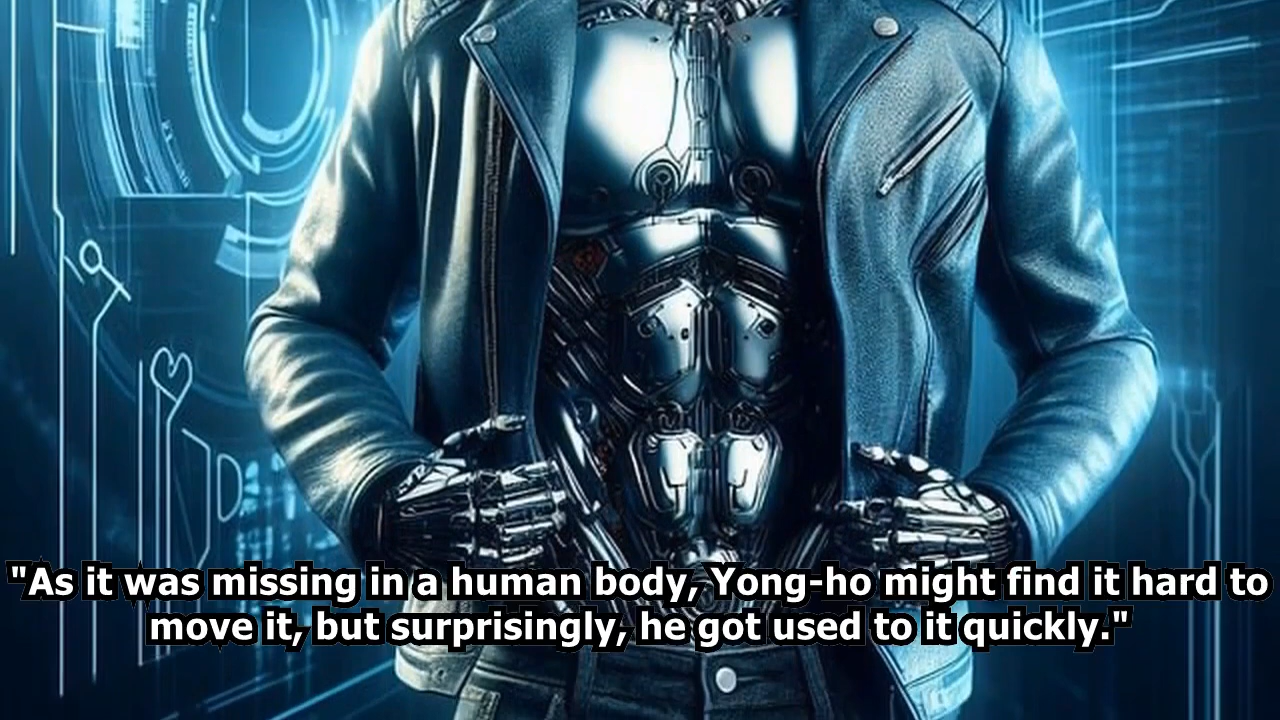 "As it was missing in a human body, Yong-ho might find it hard to
move it, but surprisingly, he got used to it quickly."